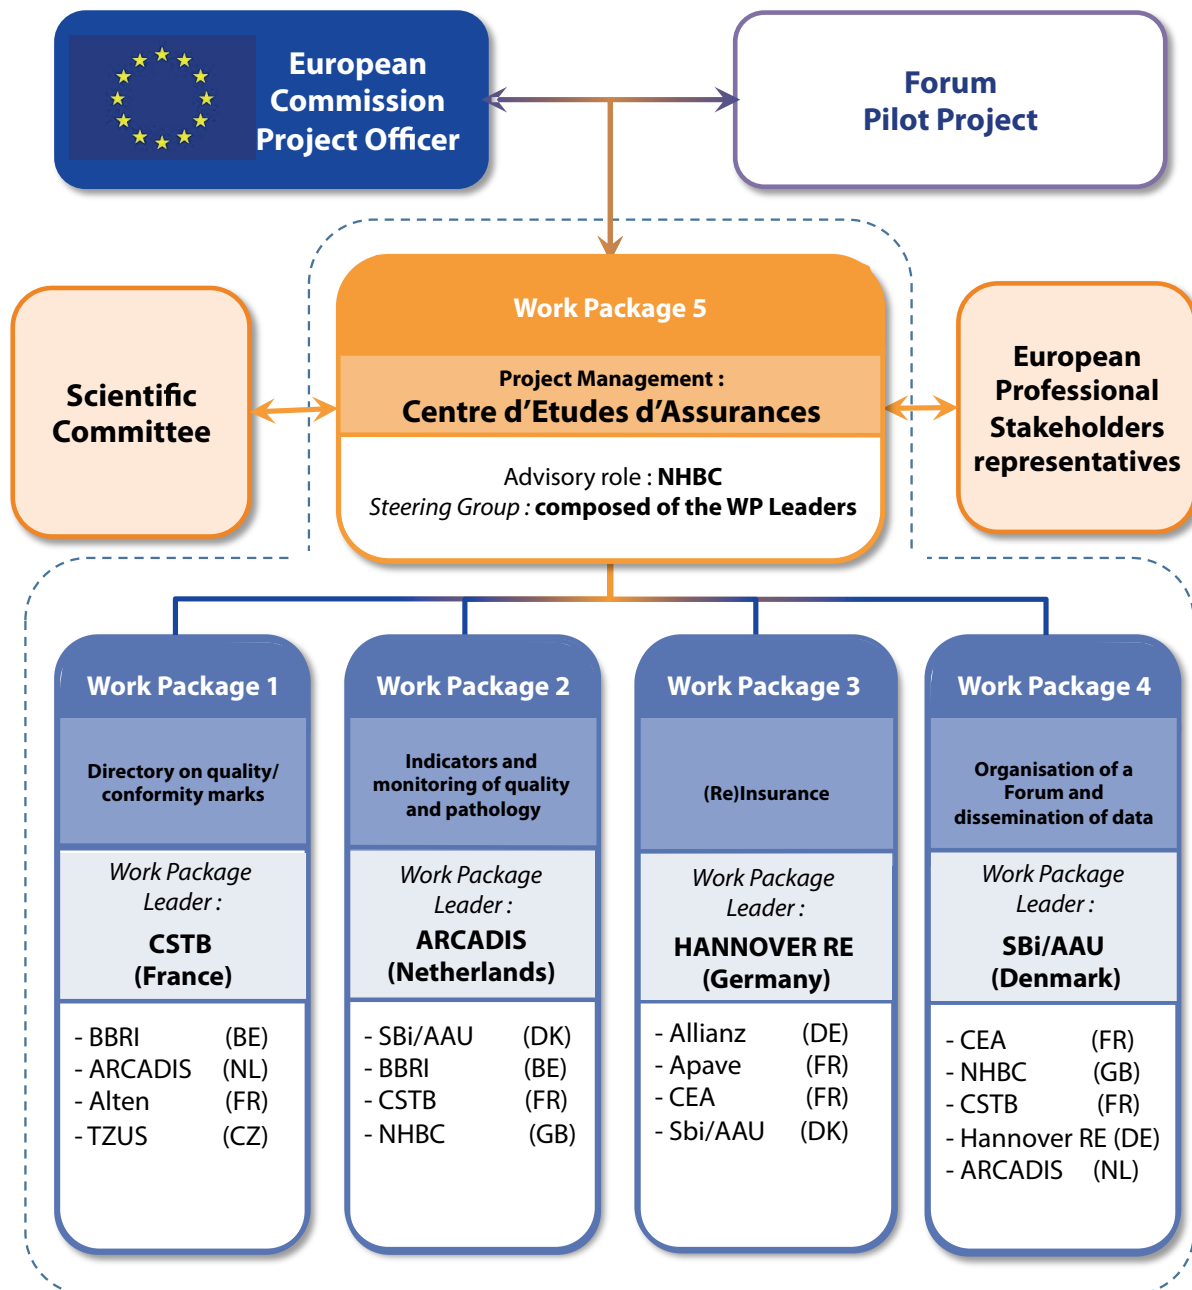 European
Commission
Project Officer
Forum
Pilot Project
Work Package 5
Project Management :
Centre d’Etudes d’Assurances
Advisory role : NHBC
Steering Group : composed of the WP Leaders
Scientific
Committee
European
Professional
Stakeholders
representatives
Work Package 1
Directory on quality/
conformity marks
Work Package
Leader :
CSTB
(France)
- BBRI (BE)
- ARCADIS (NL)
- Alten (FR)
- TZUS (CZ)
Work Package 2
Indicators and
monitoring of quality
and pathology
Work Package
Leader :
ARCADIS
(Netherlands)
- SBi/AAU (DK)
- BBRI (BE)
- CSTB (FR)
- NHBC (GB)
Work Package 3
(Re)Insurance
Work Package
Leader :
HANNOVER RE
(Germany)
- Allianz (DE)
- Apave (FR)
- CEA (FR)
- Sbi/AAU (DK)
Work Package 4
Organisation of a
Forum and
dissemination of data
Work Package
Leader :
SBi/AAU
(Denmark)
- CEA (FR)
- NHBC (GB)
- CSTB (FR)
- Hannover RE (DE)
- ARCADIS (NL)